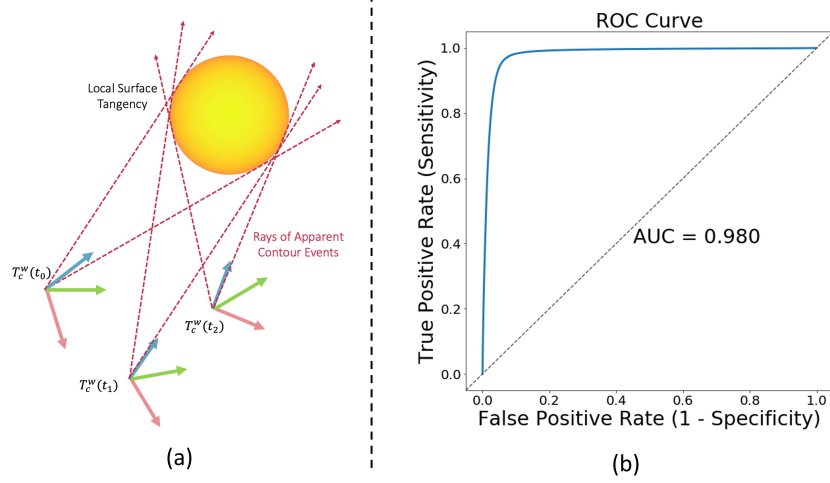 Local Surface
Tangency
Rays of Apparent
Contour Events
T_c^w(t_0)
T_c^w(t_2)
T_c^w(t_1)
(a)
ROC Curve
True Positive Rate (Sensitivity)
1.0
0.8
0.6
0.4
0.2
0.0
AUC = 0.980
0.0 0.2 0.4 0.6 0.8 1.0
False Positive Rate (1 - Specificity)
(b)